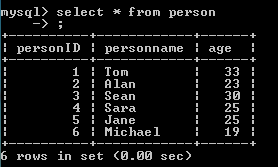 mysql> select * from person
    -> ;
+----------+------------+------+
| personID | personname | age  |
+----------+------------+------+
|        1 | Tom        |   33 |
|        2 | Alan       |   23 |
|        3 | Sean       |   30 |
|        4 | Sara       |   25 |
|        5 | Jane       |   25 |
|        6 | Michael    |   19 |
+----------+------------+------+
6 rows in set (0.00 sec)